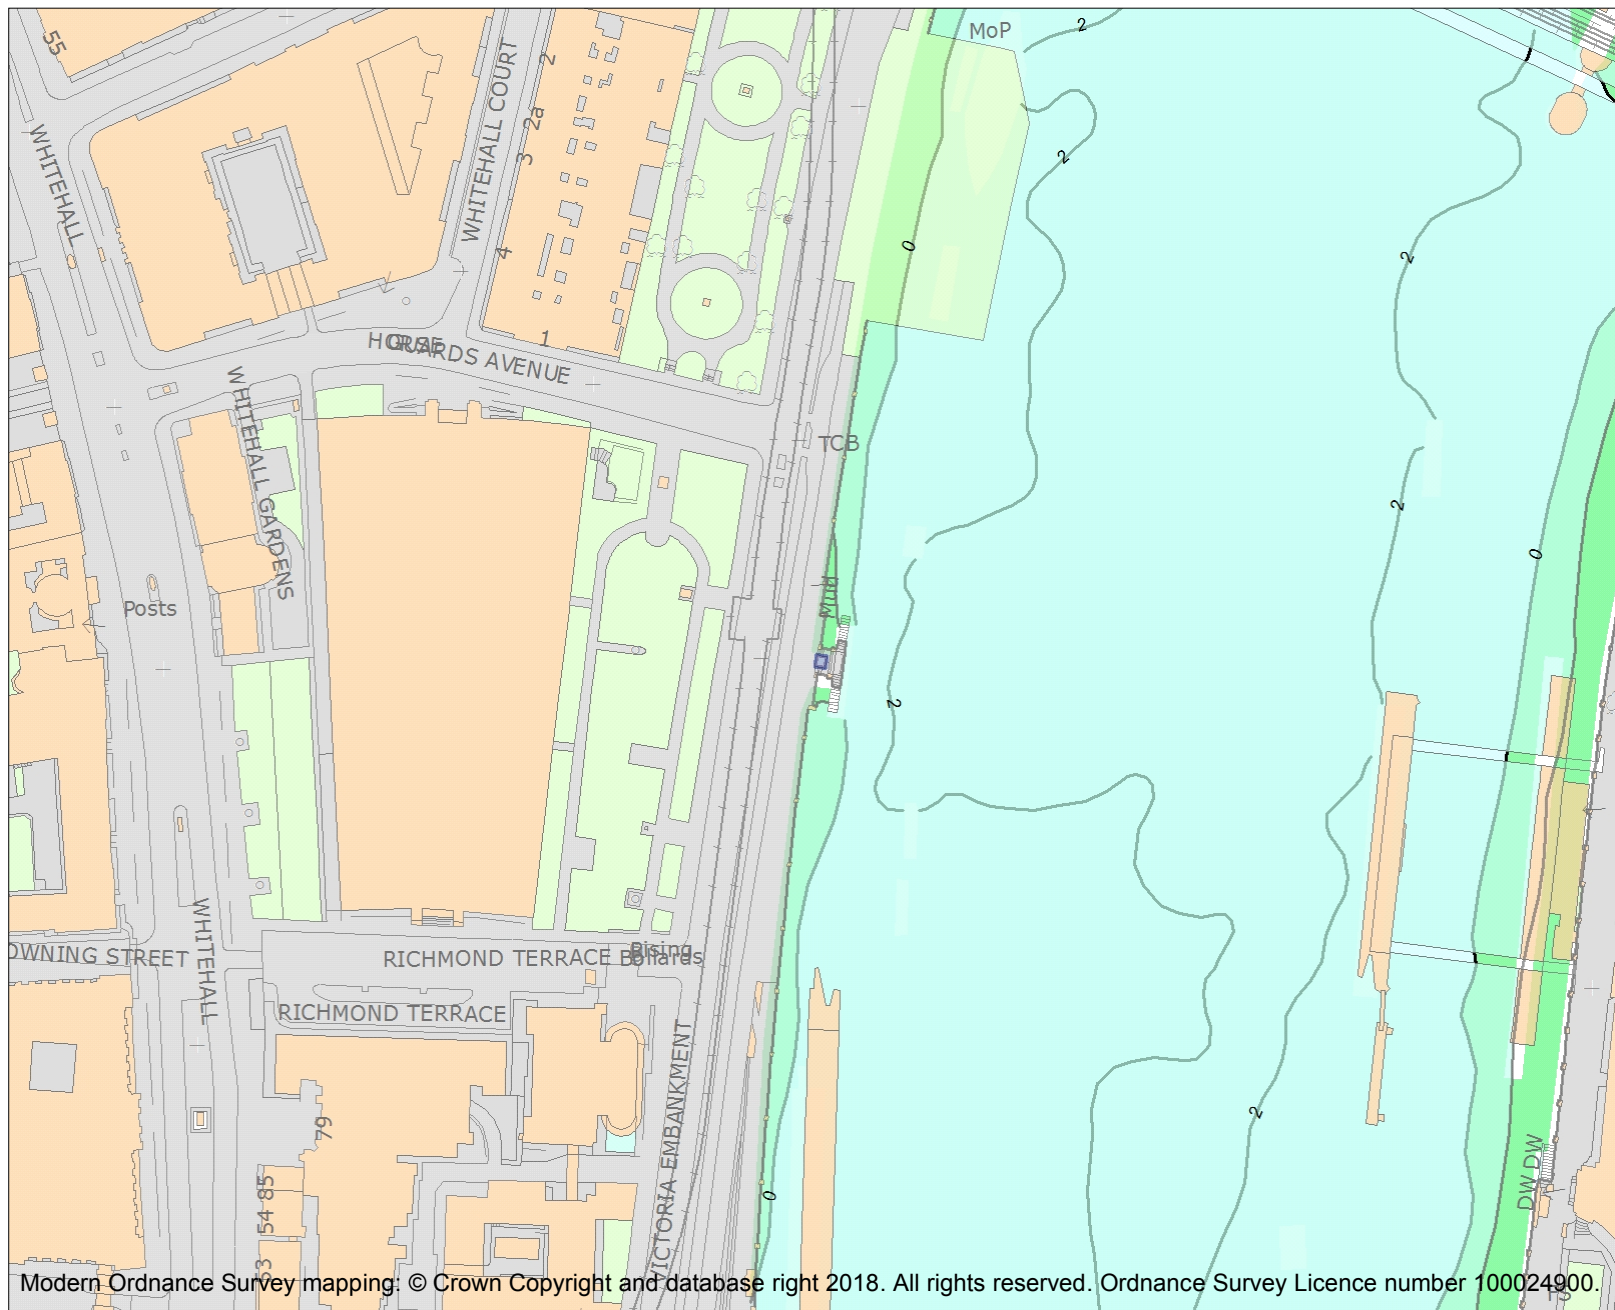 55
WHITEHALL
WHITEHALL COURT
2
2a
3
4
1
MoP
2
2
0
2
HORSE
GUARDS AVENUE
WHITEHALL GARDENS
TCB
2
0
Posts
Mud
2
OWNING STREET
WHITEHALL
RICHMOND TERRACE
Rising
Bollards
RICHMOND TERRACE
VICTORIA EMBANKMENT
79
2
54 85
53
0
DW DW
Modern Ordnance Survey mapping: © Crown Copyright and database right 2018. All rights reserved. Ordnance Survey Licence number 100024900.